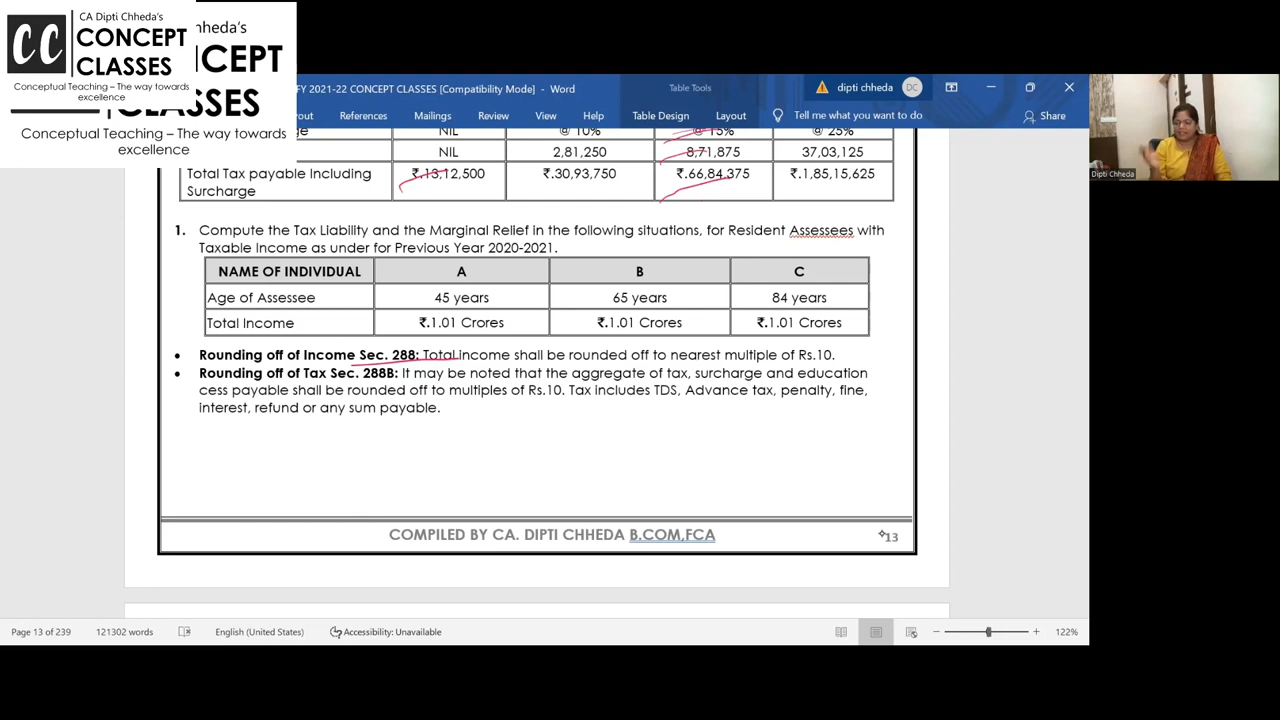 CA Dipti Chheda's
CONCEPT
CLASSES
Conceptual Teaching – The way towards
excellence
hheda's
CEPT
Conceptual Teaching – The way towards
excellence
FY 2021-22 CONCEPT CLASSES [Compatibility Mode] - Word
Table Tools
dipti chheda
DC
References
Mailings
Review
View
Help
Table Design
Layout
Tell me what you want to do
Share
Dipti Chheda
NIL
@ 10%
@ 15%
@ 25%
NIL
2,81,250
8,71,875
37,03,125
Total Tax payable Including
Surcharge
₹.13,12,500
₹.30,93,750
₹.66,84,375
₹.1,85,15,625
1. Compute the Tax Liability and the Marginal Relief in the following situations, for Resident Assessees with
Taxable Income as under for Previous Year 2020-2021.
NAME OF INDIVIDUAL A B C
Age of Assessee 45 years 65 years 84 years
Total Income ₹.1.01 Crores ₹.1.01 Crores ₹.1.01 Crores
• Rounding off of Income Sec. 288: Total income shall be rounded off to nearest multiple of Rs.10.
• Rounding off of Tax Sec. 288B: It may be noted that the aggregate of tax, surcharge and education
cess payable shall be rounded off to multiples of Rs.10. Tax includes TDS, Advance tax, penalty, fine,
interest, refund or any sum payable.
COMPILED BY CA. DIPTI CHHEDA B.COM,FCA
13
Page 13 of 239
121302 words
English (United States)
Accessibility: Unavailable
122%